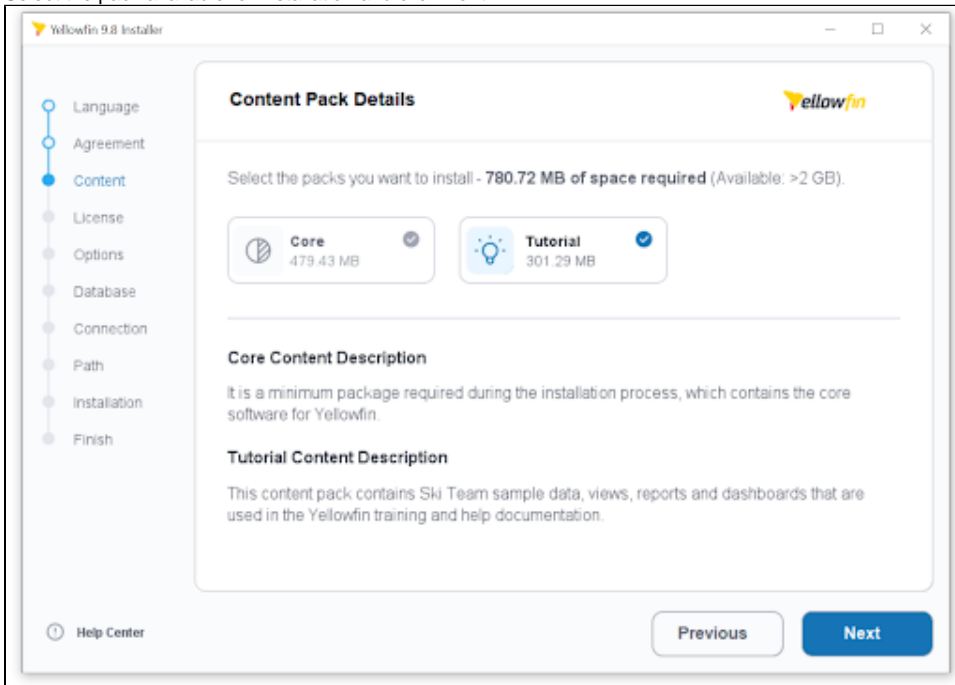 Yellowfin 9.8 Installer
Language
Agreement
Content
License
Options
Database
Connection
Path
Installation
Finish
Content Pack Details
Yellowfin
Select the packs you want to install - 780.72 MB of space required (Available: >2 GB).
Core
479.43 MB
Tutorial
301.29 MB
Core Content Description
It is a minimum package required during the installation process, which contains the core
software for Yellowfin.
Tutorial Content Description
This content pack contains Ski Team sample data, views, reports and dashboards that are
used in the Yellowfin training and help documentation.
Help Center
Previous
Next